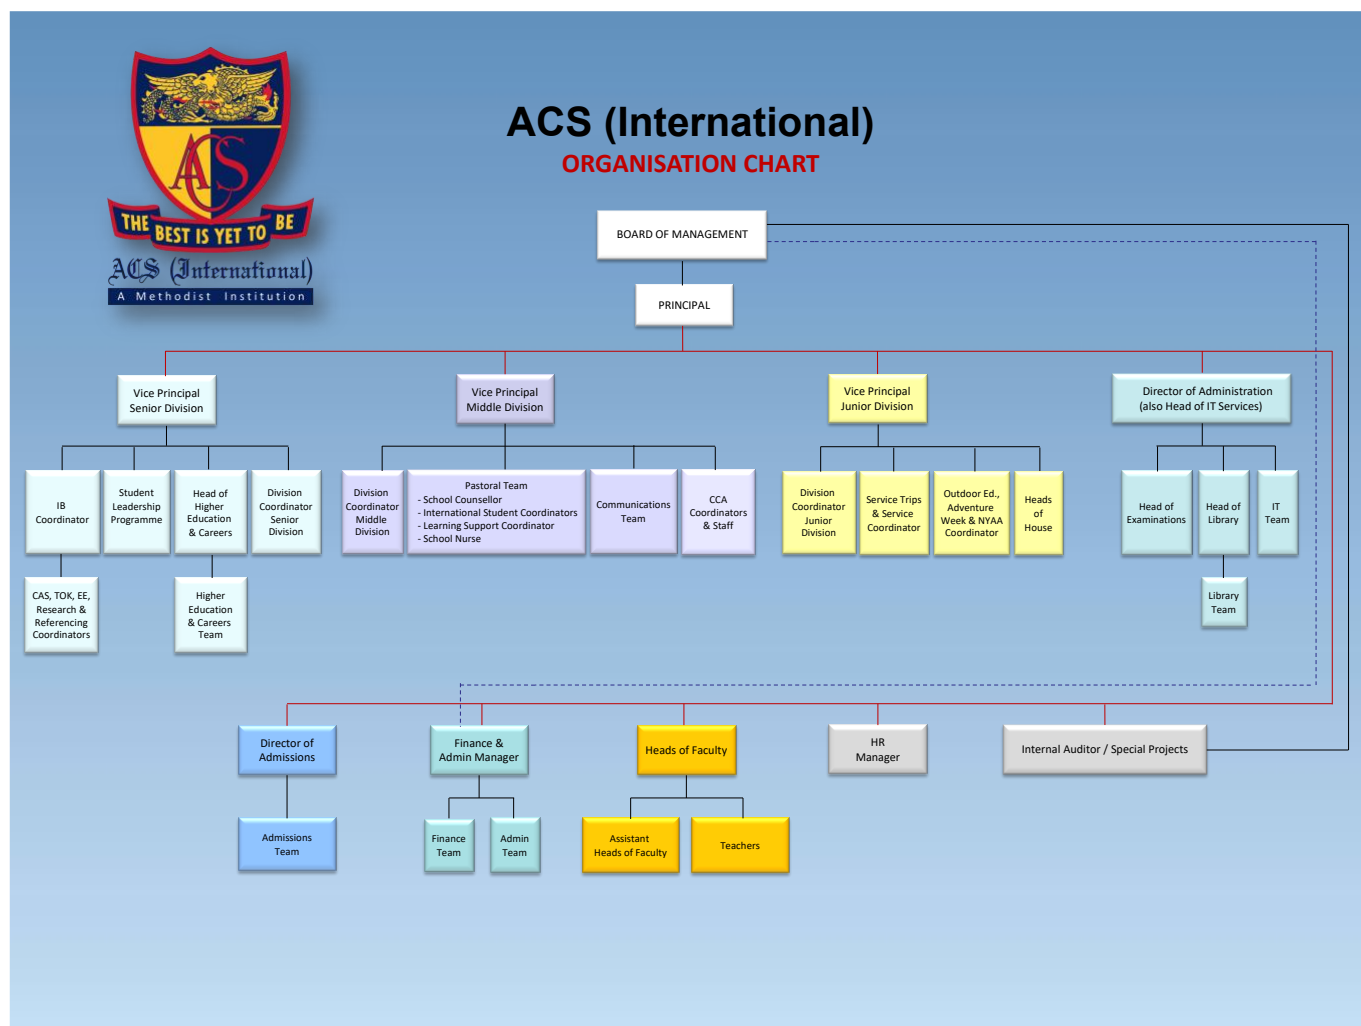 ACS (International)
ORGANISATION CHART
ACS
THE BEST IS YET TO BE
ACS (International)
A Methodist Institution
BOARD OF MANAGEMENT
PRINCIPAL
Vice Principal
Senior Division
Vice Principal
Middle Division
Vice Principal
Junior Division
Director of Administration
(also Head of IT Services)
IB
Coordinator
Student
Leadership
Programme
Head of
Higher
Education
& Careers
Division
Coordinator
Senior
Division
Division
Coordinator
Middle
Division
Pastoral Team
- School Counsellor
- International Student Coordinators
- Learning Support Coordinator
- School Nurse
Communications
Team
CCA
Coordinators
& Staff
Division
Coordinator
Junior
Division
Service Trips
& Service
Coordinator
Outdoor Ed.,
Adventure
Week & NYAA
Coordinator
Heads
of
House
Head of
Examinations
Head of
Library
IT
Team
CAS, TOK, EE,
Research &
Referencing
Coordinators
Higher
Education
& Careers
Team
Library
Team
Director of
Admissions
Finance &
Admin Manager
Heads of Faculty
HR
Manager
Internal Auditor / Special Projects
Admissions
Team
Finance
Team
Admin
Team
Assistant
Heads of Faculty
Teachers